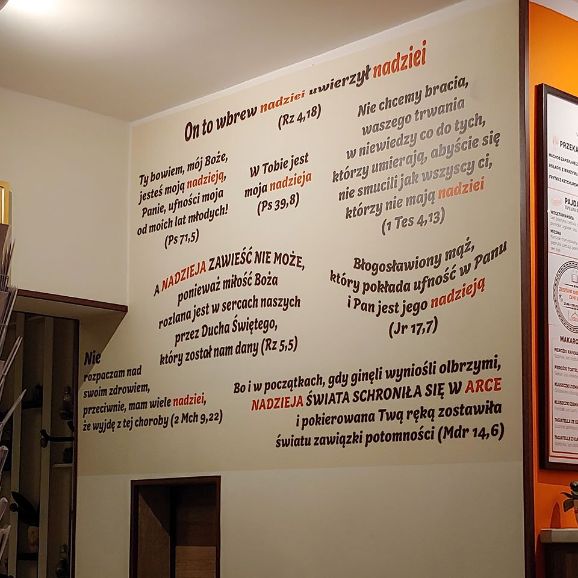 On to wbrew nadziei uwierzył nadziei
(Rz 4,18)
Ty bowiem, mój Boże,
jesteś moją nadzieją,
Panie, ufności moja
od moich lat młodych!
(Ps 71,5)
W Tobie jest
moja nadzieja
(Ps 39,8)
Nie chcemy bracia,
waszego trwania
w niewiedzy co do tych,
którzy umierają, abyście się
nie smucili jak wszyscy ci,
którzy nie mają nadziei
(1 Tes 4,13)
A NADZIEJA ZAWIEŚĆ NIE MOŻE,
ponieważ miłość Boża
rozlana jest w sercach naszych
przez Ducha Świętego,
który został nam dany (Rz 5,5)
Błogosławiony mąż,
który pokłada ufność w Panu
i Pan jest jego nadzieją
(Jr 17,7)
Nie
rozpaczam nad
swoim zdrowiem,
przeciwnie, mam wiele nadziei,
że wyjdę z tej choroby (2 Mch 9,22)
Bo i w początkach, gdy ginęli wyniośli olbrzymi,
NADZIEJA ŚWIATA SCHRONIŁA SIĘ W ARCE
i pokierowana Twą ręką zostawiła
światu zawiązki potomności (Mdr 14,6)
PRZEKA
PAJDA
MAKARO